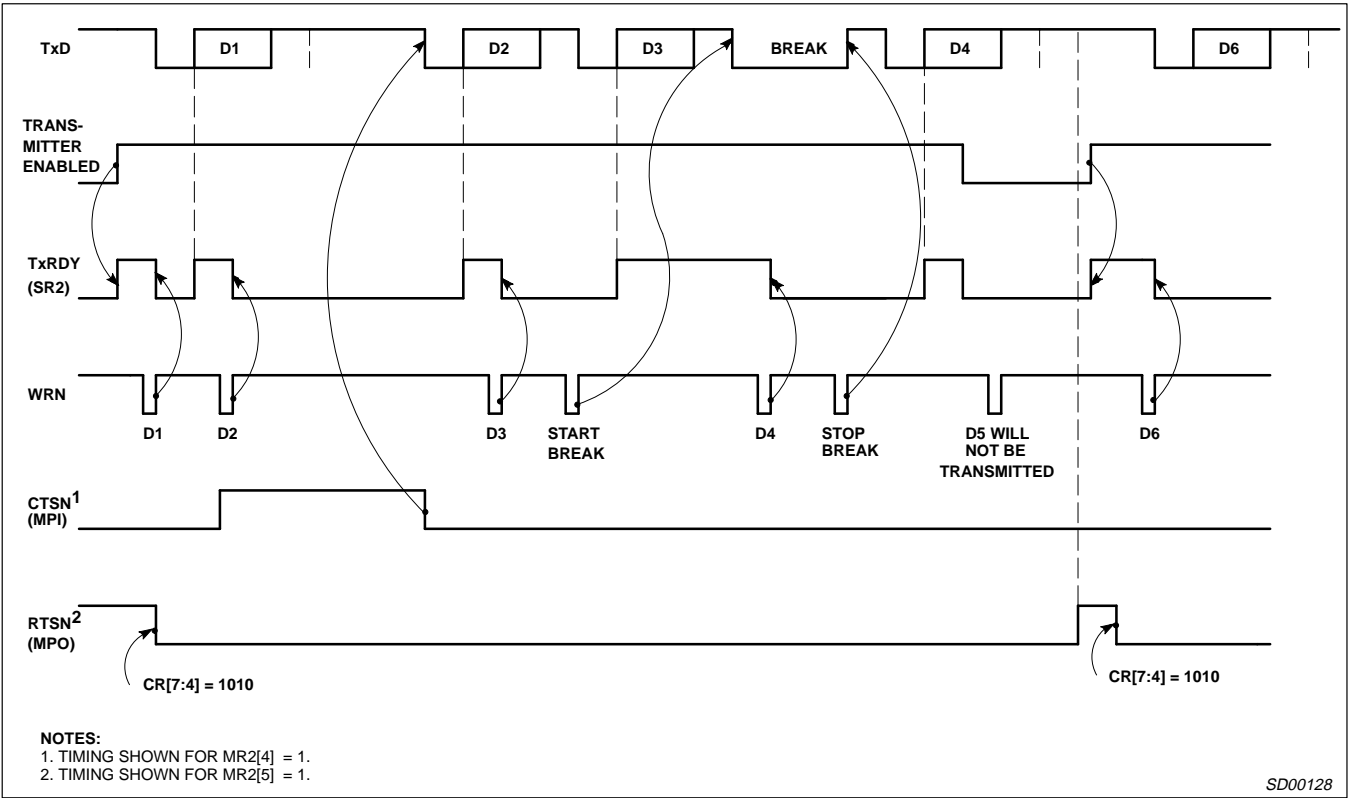 TxD
D1
D2
D3
BREAK
D4
D6
TRANS-
MITTER
ENABLED
TxRDY
(SR2)
WRN
D1
D2
D3
START
BREAK
D4
STOP
BREAK
D5 WILL
NOT BE
TRANSMITTED
D6
CTSN1
(MPI)
RTSN2
(MPO)
CR[7:4] = 1010
CR[7:4] = 1010
NOTES:
1. TIMING SHOWN FOR MR2[4] = 1.
2. TIMING SHOWN FOR MR2[5] = 1.
SD00128